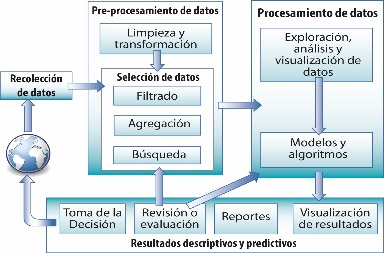 Pre-procesamiento de datos
Limpieza y
transformación
Selección de datos
Filtrado
Agregación
Búsqueda
Procesamiento de datos
Exploración,
análisis y
visualización de
datos
Modelos y
algoritmos
Recolección
de datos
Toma de la
Decisión
Revisión o
evaluación
Reportes
Visualización
de resultados
Resultados descriptivos y predictivos